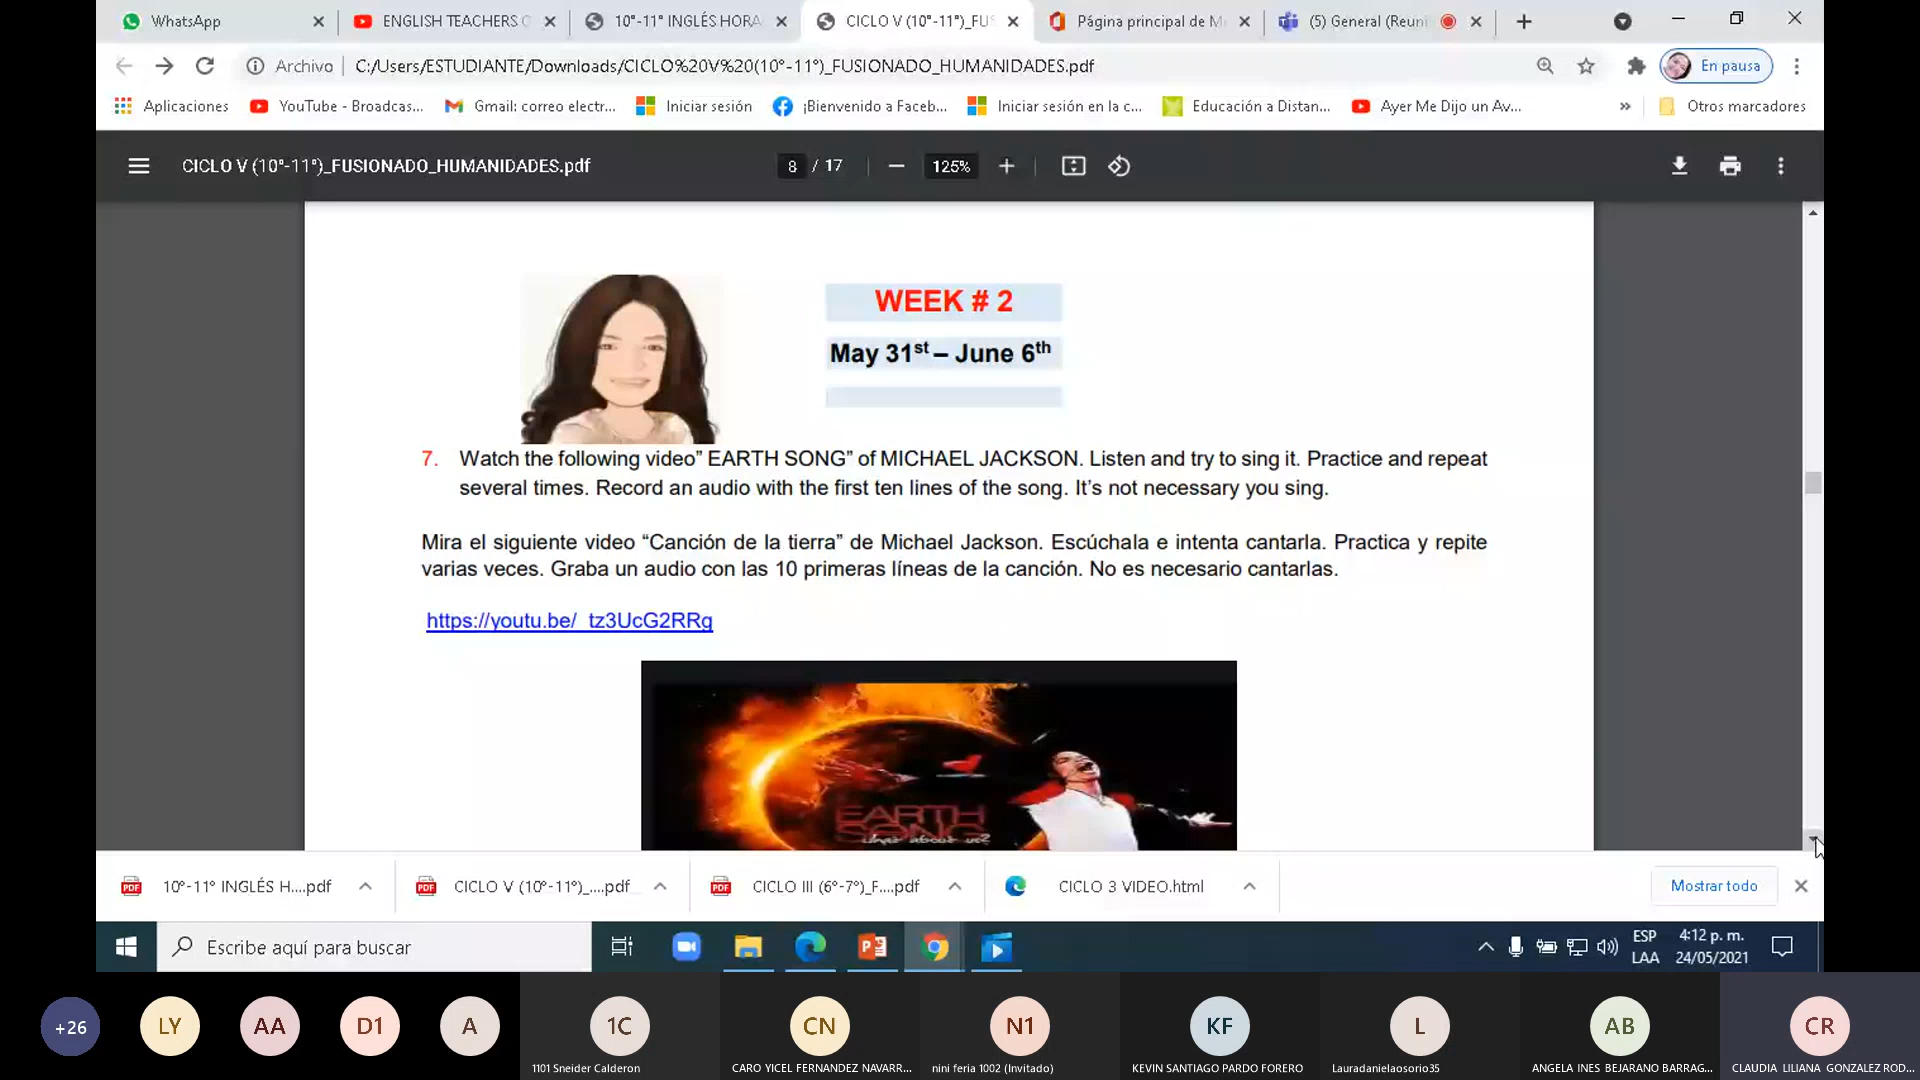 WhatsApp
ENGLISH TEACHERS C
10°-11° INGLÉS HORA
CICLO V (10°-11°)_FUS
Página principal de M
(5) General (Reuni
Archivo
C:/Users/ESTUDIANTE/Downloads/CICLO%20V%20(10°-11°)_FUSIONADO_HUMANIDADES.pdf
En pausa
Aplicaciones
YouTube - Broadcas...
Gmail: correo electr...
Iniciar sesión
¡Bienvenido a Faceb...
Iniciar sesión en la c...
Educación a Distan...
Ayer Me Dijo un Av...
»
Otros marcadores
CICLO V (10°-11°)_FUSIONADO_HUMANIDADES.pdf
8 / 17
125%
WEEK # 2
May 31st – June 6th
7. Watch the following video” EARTH SONG” of MICHAEL JACKSON. Listen and try to sing it. Practice and repeat
several times. Record an audio with the first ten lines of the song. It’s not necessary you sing.
Mira el siguiente video “Canción de la tierra” de Michael Jackson. Escúchala e intenta cantarla. Practica y repite
varias veces. Graba un audio con las 10 primeras líneas de la canción. No es necesario cantarlas.
https://youtu.be/_tz3UcG2RRg
EARTH
SONG
what about us?
10°-11° INGLÉS H....pdf
CICLO V (10°-11°)_....pdf
CICLO III (6°-7°)_F....pdf
CICLO 3 VIDEO.html
Mostrar todo
Escribe aquí para buscar
ESP
LAA
4:12 p. m.
24/05/2021
+26
LY
AA
D1
A
1C
CN
N1
KF
L
AB
CR
1101 Sneider Calderon
CARO YICEL FERNANDEZ NAVARR...
nini feria 1002 (Invitado)
KEVIN SANTIAGO PARDO FORERO
Lauradanielaosorio35
ANGELA INES BEJARANO BARRAG...
CLAUDIA LILIANA GONZALEZ ROD...